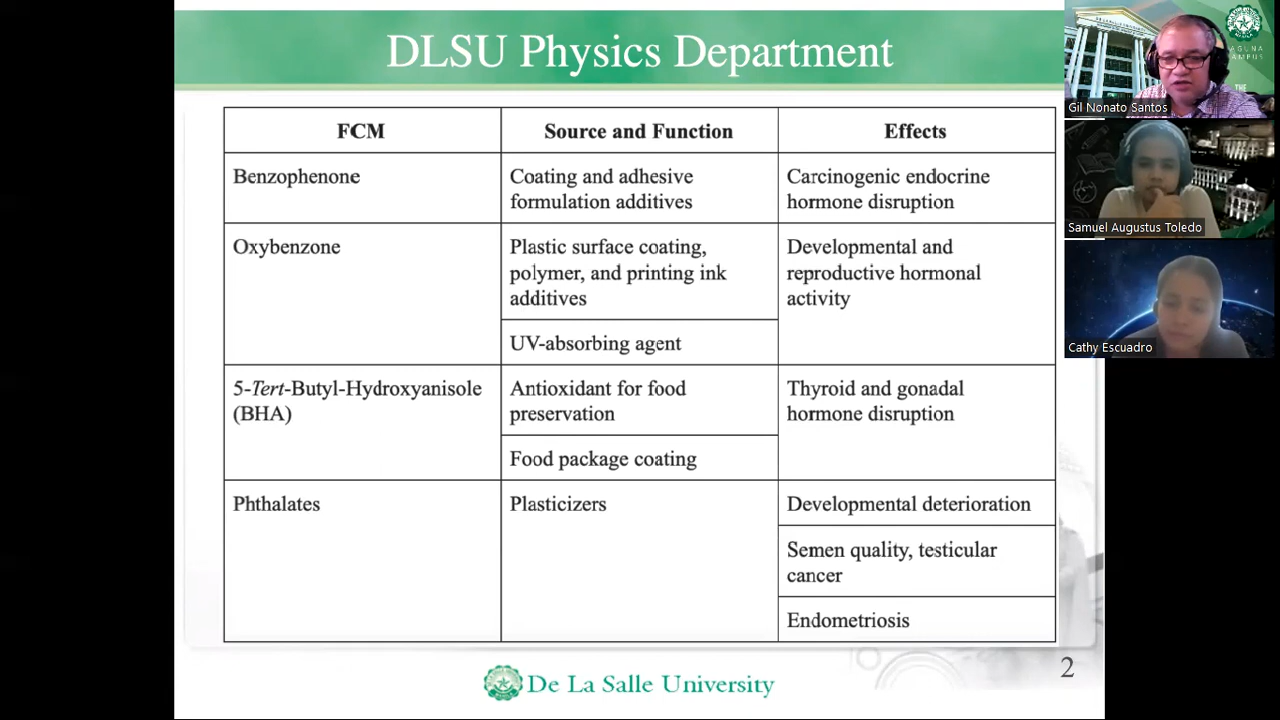 DLSU Physics Department
FCM
Source and Function
Effects
Benzophenone
Coating and adhesive
formulation additives
Carcinogenic endocrine
hormone disruption
Oxybenzone
Plastic surface coating,
polymer, and printing ink
additives
UV-absorbing agent
Developmental and
reproductive hormonal
activity
5-Tert-Butyl-Hydroxyanisole
(BHA)
Antioxidant for food
preservation
Food package coating
Thyroid and gonadal
hormone disruption
Phthalates
Plasticizers
Developmental deterioration
Semen quality, testicular
cancer
Endometriosis
De La Salle University
2
Gil Nonato Santos
Samuel Augustus Toledo
Cathy Escuadro